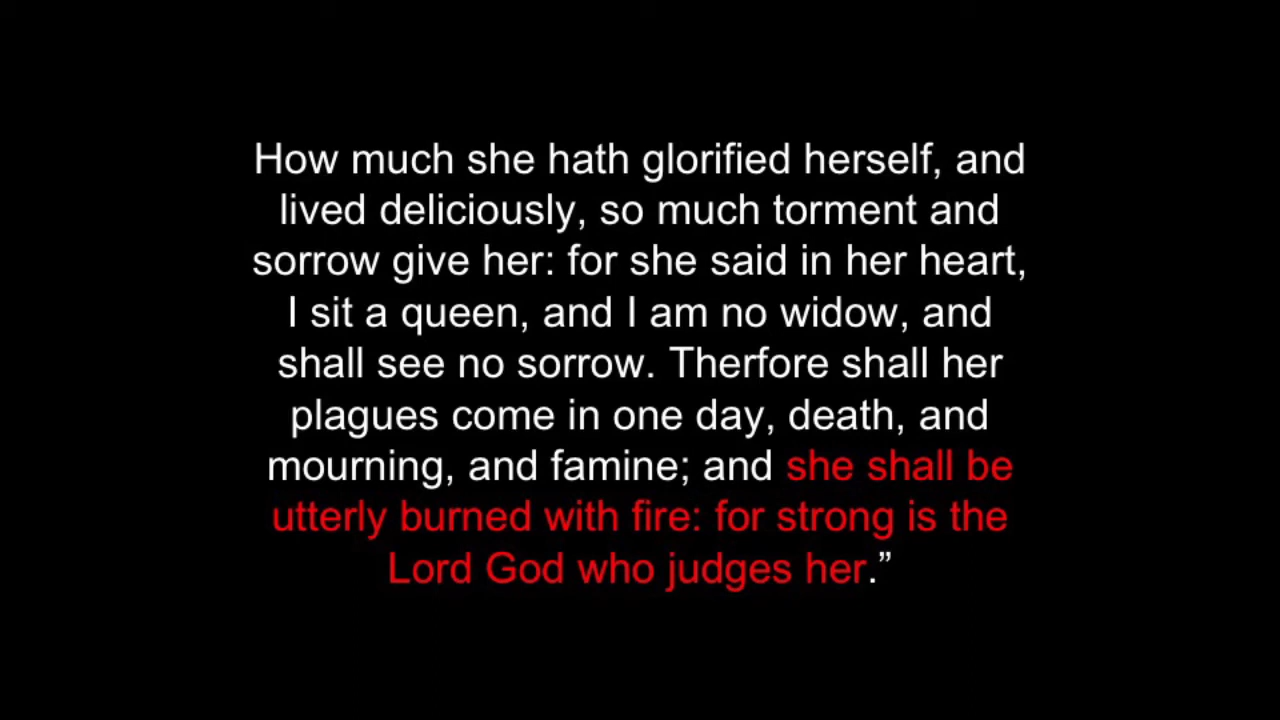 How much she hath glorified herself, and
lived deliciously, so much torment and
sorrow give her: for she said in her heart,
I sit a queen, and I am no widow, and
shall see no sorrow. Therfore shall her
plagues come in one day, death, and
mourning, and famine; and she shall be
utterly burned with fire: for strong is the
Lord God who judges her.”